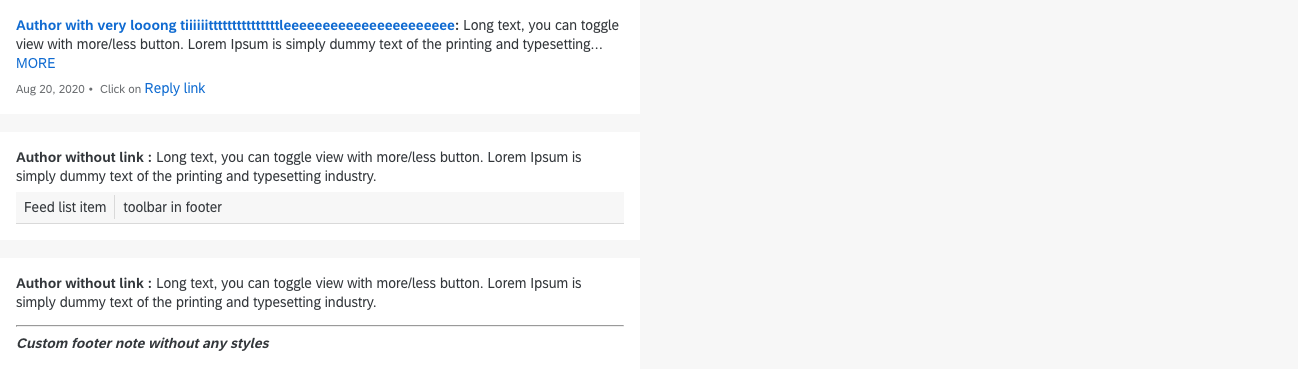 Author with very looong tiiiiiittttttttttttttttleeeeeeeeeeeeeeeeeeeeeee: Long text, you can toggle
view with more/less button. Lorem Ipsum is simply dummy text of the printing and typesetting...
MORE
Aug 20, 2020 • Click on Reply link
Author without link : Long text, you can toggle view with more/less button. Lorem Ipsum is
simply dummy text of the printing and typesetting industry.
Feed list item toolbar in footer
Author without link : Long text, you can toggle view with more/less button. Lorem Ipsum is
simply dummy text of the printing and typesetting industry.
Custom footer note without any styles